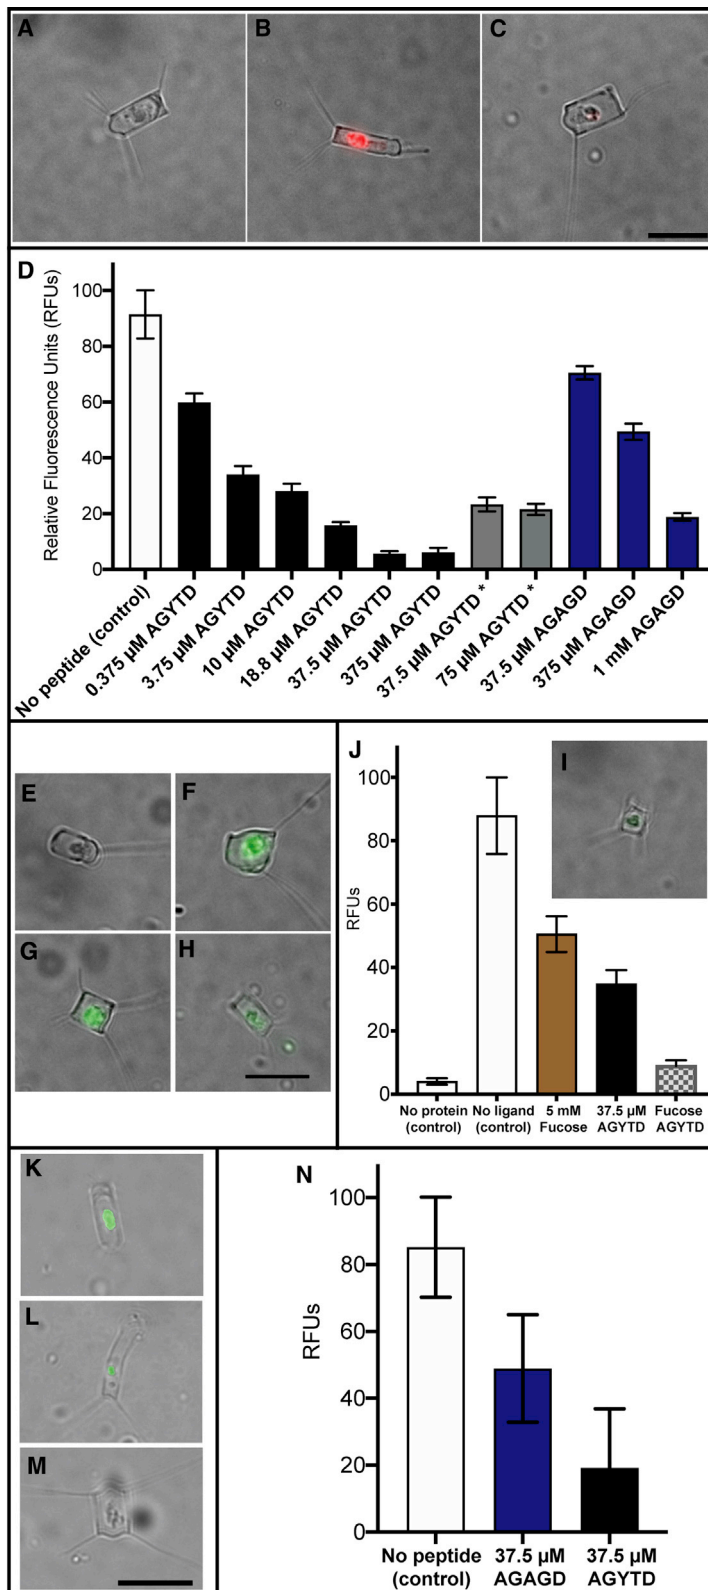 A
B
C
D
Relative Fluorescence Units (RFUs)
100
80
60
40
20
0
No peptide (control)
0.375 µM AGYTD
3.75 µM AGYTD
10 µM AGYTD
18.8 µM AGYTD
37.5 µM AGYTD
375 µM AGYTD
37.5 µM AGYTD*
75 µM AGYTD*
37.5 µM AGAGD
375 µM AGAGD
1 mM AGAGD
E
F
G
H
J
I
RFUs
100
80
60
40
20
0
No protein (control)
No ligand (control)
5 mM Fucose
37.5 µM AGYTD
Fucose AGYTD
K
L
M
N
RFUs
100
80
60
40
20
0
No peptide (control)
37.5 µM AGAGD
37.5 µM AGYTD